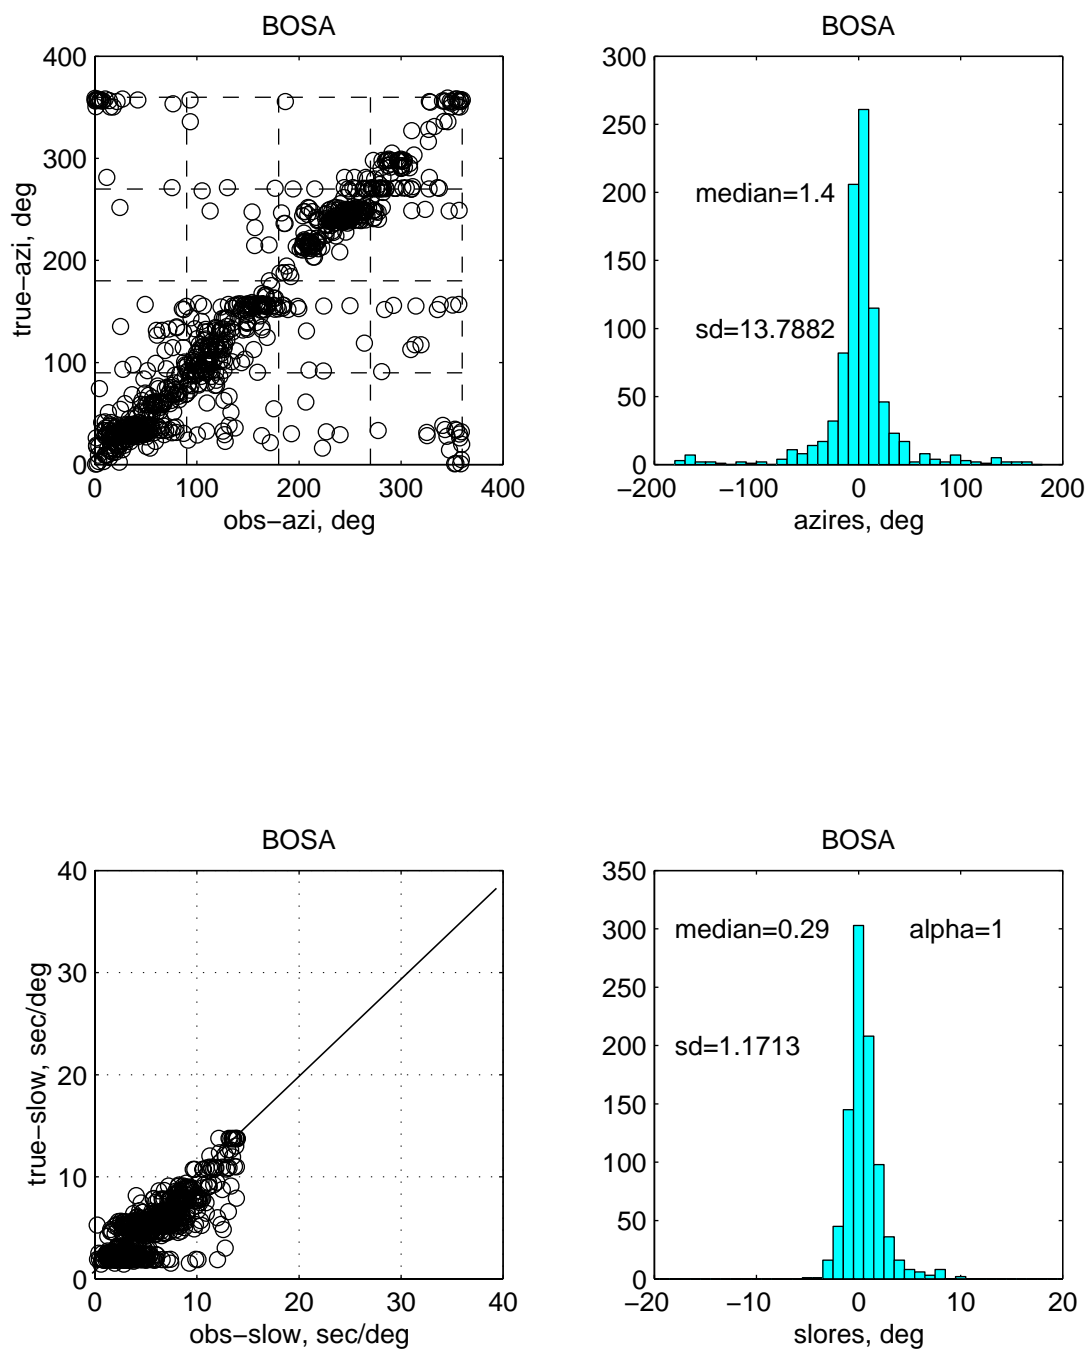 BOSA
400
300
200
100
0
0 100 200 300 400
true−azi, deg
obs−azi, deg
BOSA
300
250
200
150
100
50
0
median=1.4
sd=13.7882
−200 −100 0 100 200
azires, deg
BOSA
40
30
20
10
0
0 10 20 30 40
true−slow, sec/deg
obs−slow, sec/deg
BOSA
350
300
250
200
150
100
50
0
median=0.29 alpha=1
sd=1.1713
−20 −10 0 10 20
slores, deg